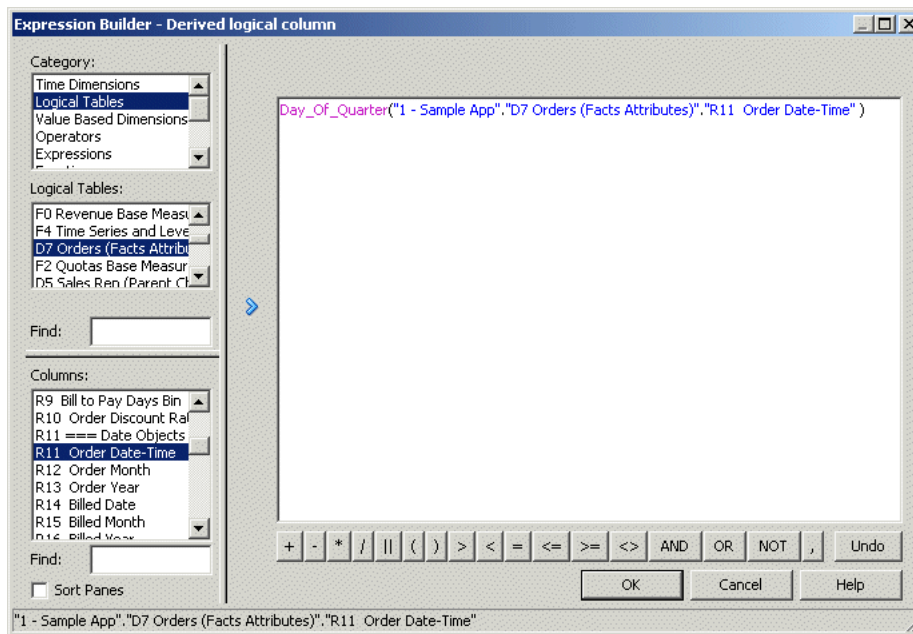 Expression Builder - Derived logical column
Category:
Time Dimensions
Logical Tables
Value Based Dimensions
Operators
Expressions
Logical Tables:
F0 Revenue Base Measu
F4 Time Series and Leve
D7 Orders (Facts Attribu
F2 Quotas Base Measur
D5 Sales Rep (Parent Ch
Find:
Columns:
R9 Bill to Pay Days Bin
R10 Order Discount Ra
R11 === Date Objects
R11 Order Date-Time
R12 Order Month
R13 Order Year
R14 Billed Date
R15 Billed Month
R16 Billed Year
Find:
Sort Panes
Day_Of_Quarter("1 - Sample App"."D7 Orders (Facts Attributes)"."R11  Order Date-Time" )
+ - * / || ( ) > < = <= >= <> AND OR NOT , Undo
OK Cancel Help
"1 - Sample App"."D7 Orders (Facts Attributes)"."R11  Order Date-Time"